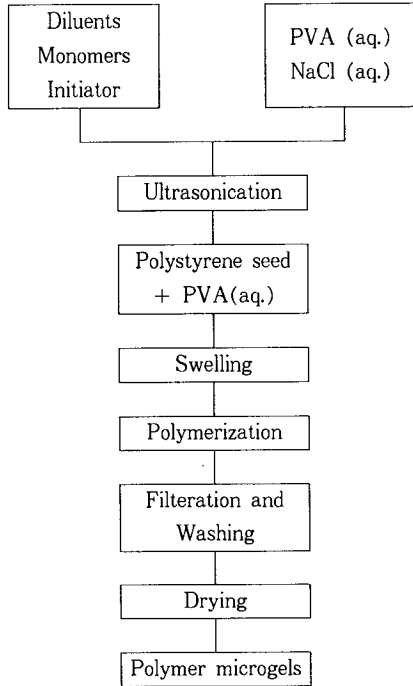 Diluents
Monomers
Initiator
PVA (aq.)
NaCl (aq.)
Ultrasonication
Polystyrene seed
+ PVA(aq.)
Swelling
Polymerization
Filteration and
Washing
Drying
Polymer microgels